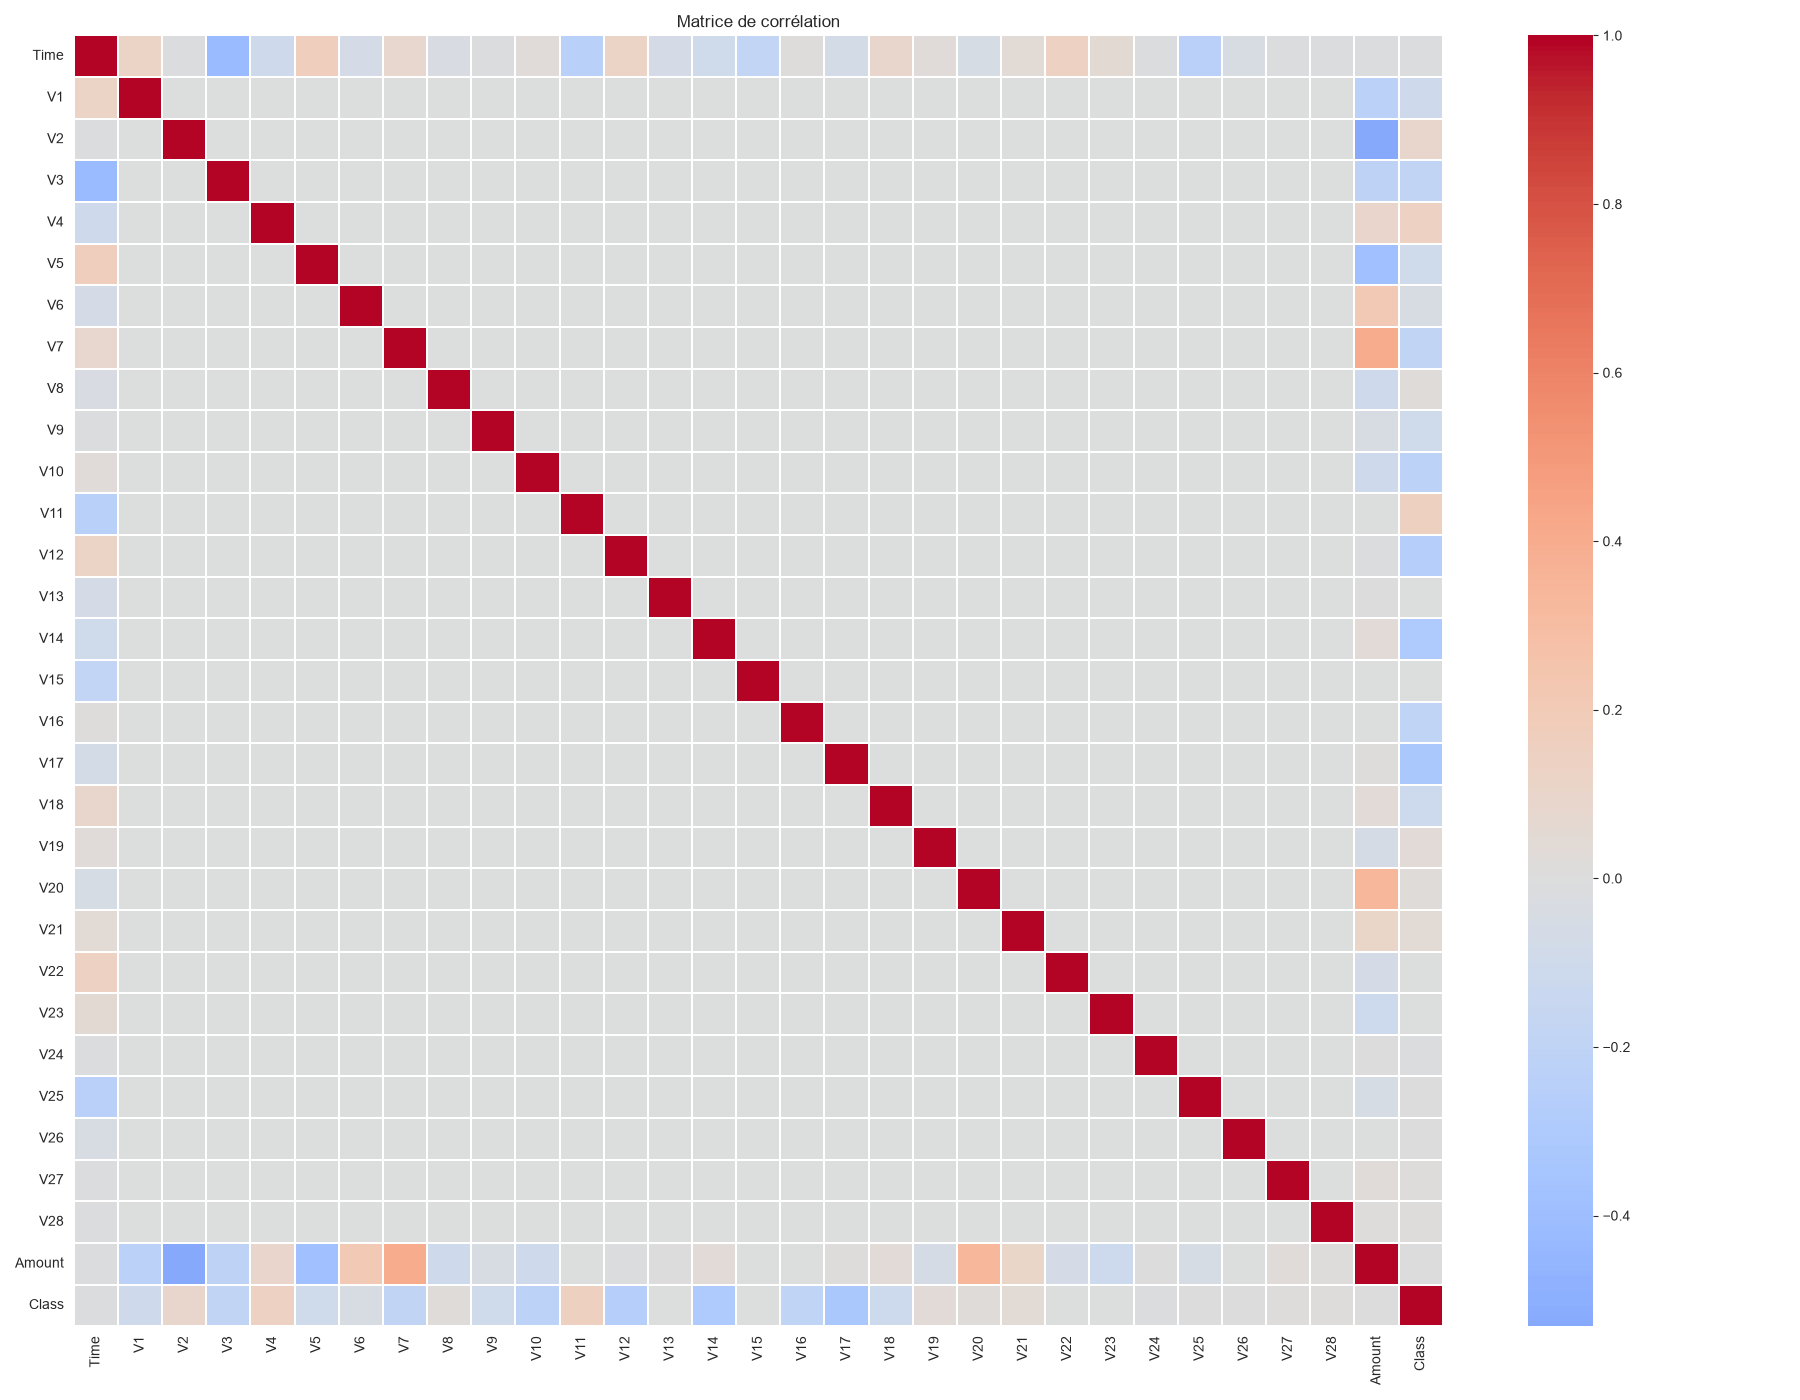 Matrice de corrélation
Time
V1
V2
V3
V4
V5
V6
V7
V8
V9
V10
V11
V12
V13
V14
V15
V16
V17
V18
V19
V20
V21
V22
V23
V24
V25
V26
V27
V28
Amount
Class
Time V1 V2 V3 V4 V5 V6 V7 V8 V9 V10 V11 V12 V13 V14 V15 V16 V17 V18 V19 V20 V21 V22 V23 V24 V25 V26 V27 V28 Amount Class
1.0
0.8
0.6
0.4
0.2
0.0
−0.2
−0.4